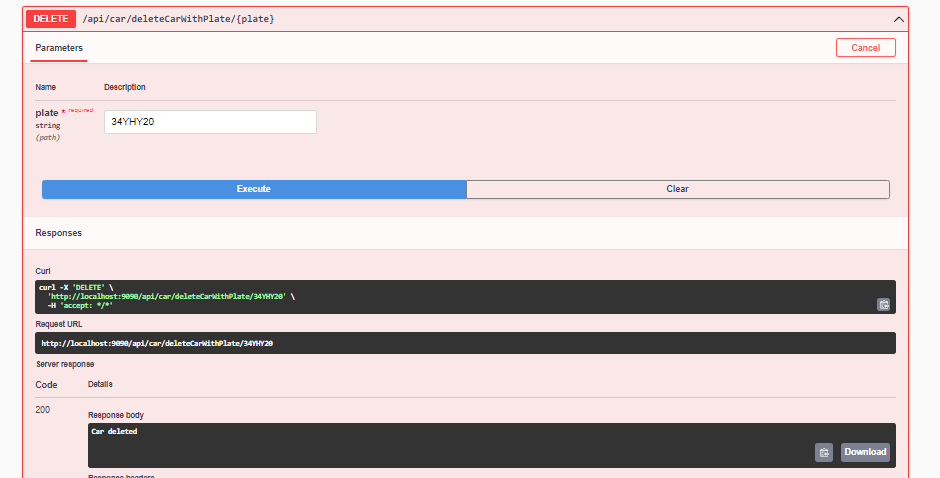 DELETE /api/car/deleteCarWithPlate/{plate}
Parameters
Cancel
Name Description
plate * required
string
(path)
34YHY20
Execute Clear
Responses
Curl
curl -X 'DELETE' \
'http://localhost:9090/api/car/deleteCarWithPlate/34YHY20' \
-H 'accept: */*'
Request URL
http://localhost:9090/api/car/deleteCarWithPlate/34YHY20
Server response
Code Details
200
Response body
Car deleted
Download
Response headers